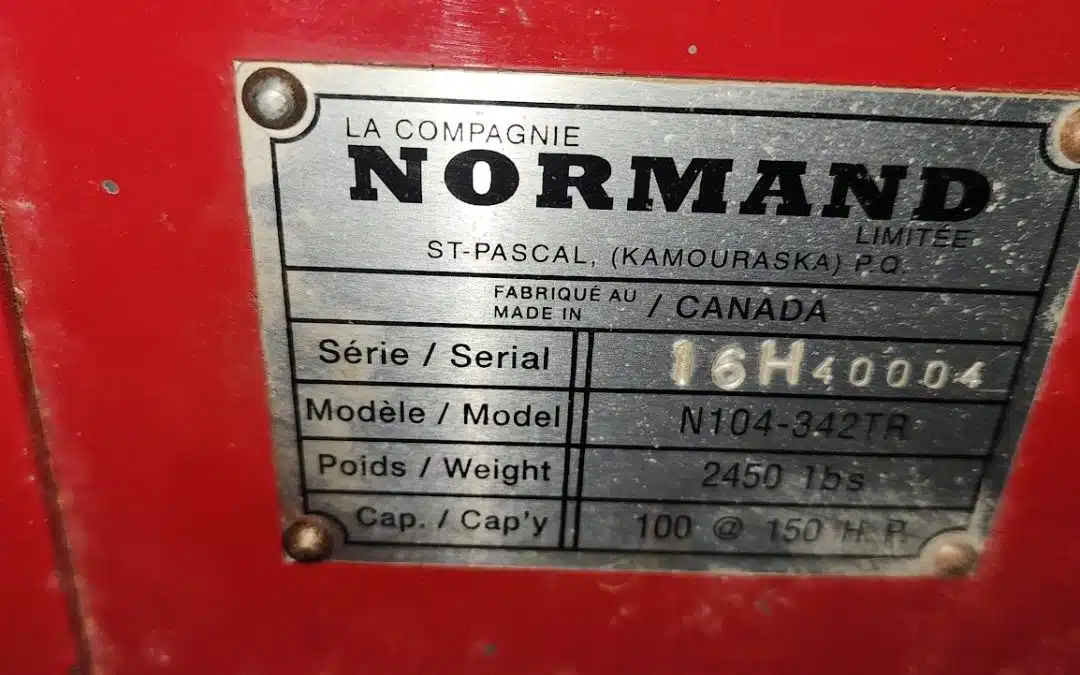 LA COMPAGNIE
NORMAND
LIMITÉE
ST-PASCAL, (KAMOURASKA) P.Q.
FABRIQUÉ AU
MADE IN / CANADA
Série / Serial 16H40004
Modèle / Model N104-342TR
Poids / Weight 2450 lbs
Cap. / Cap'y 100 @ 150 H.P.